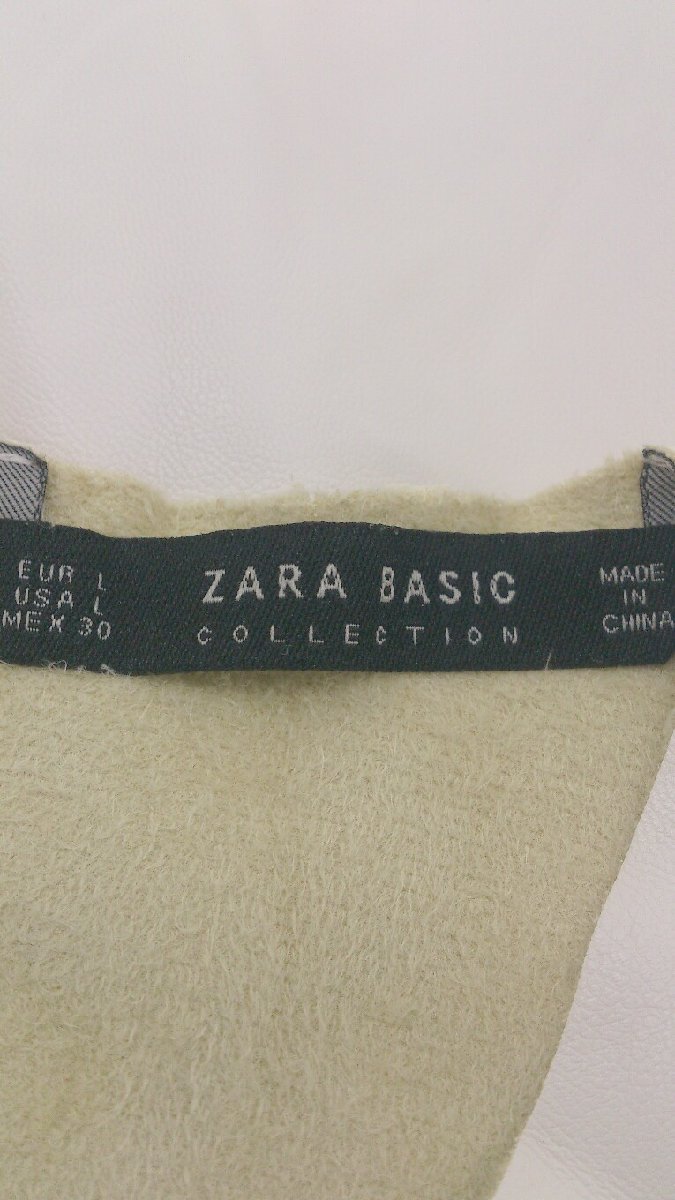 EUR L
USA L
MEX 30
ZARA BASIC
COLLECTION
MADE
IN
CHINA